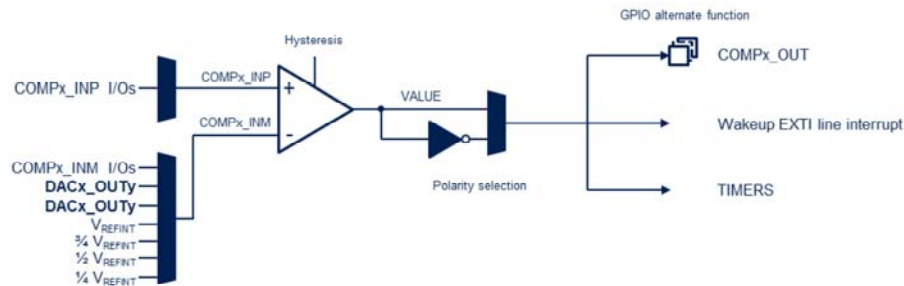 GPIO alternate function
Hysteresis
COMPx_INP I/Os
COMPx_INP
+
COMPx_OUT
VALUE
COMPx_INM
-
Wakeup EXTI line interrupt
COMPx_INM I/Os
DACx_OUTy
DACx_OUTy
VREFINT
¾ VREFINT
½ VREFINT
¼ VREFINT
Polarity selection
TIMERS